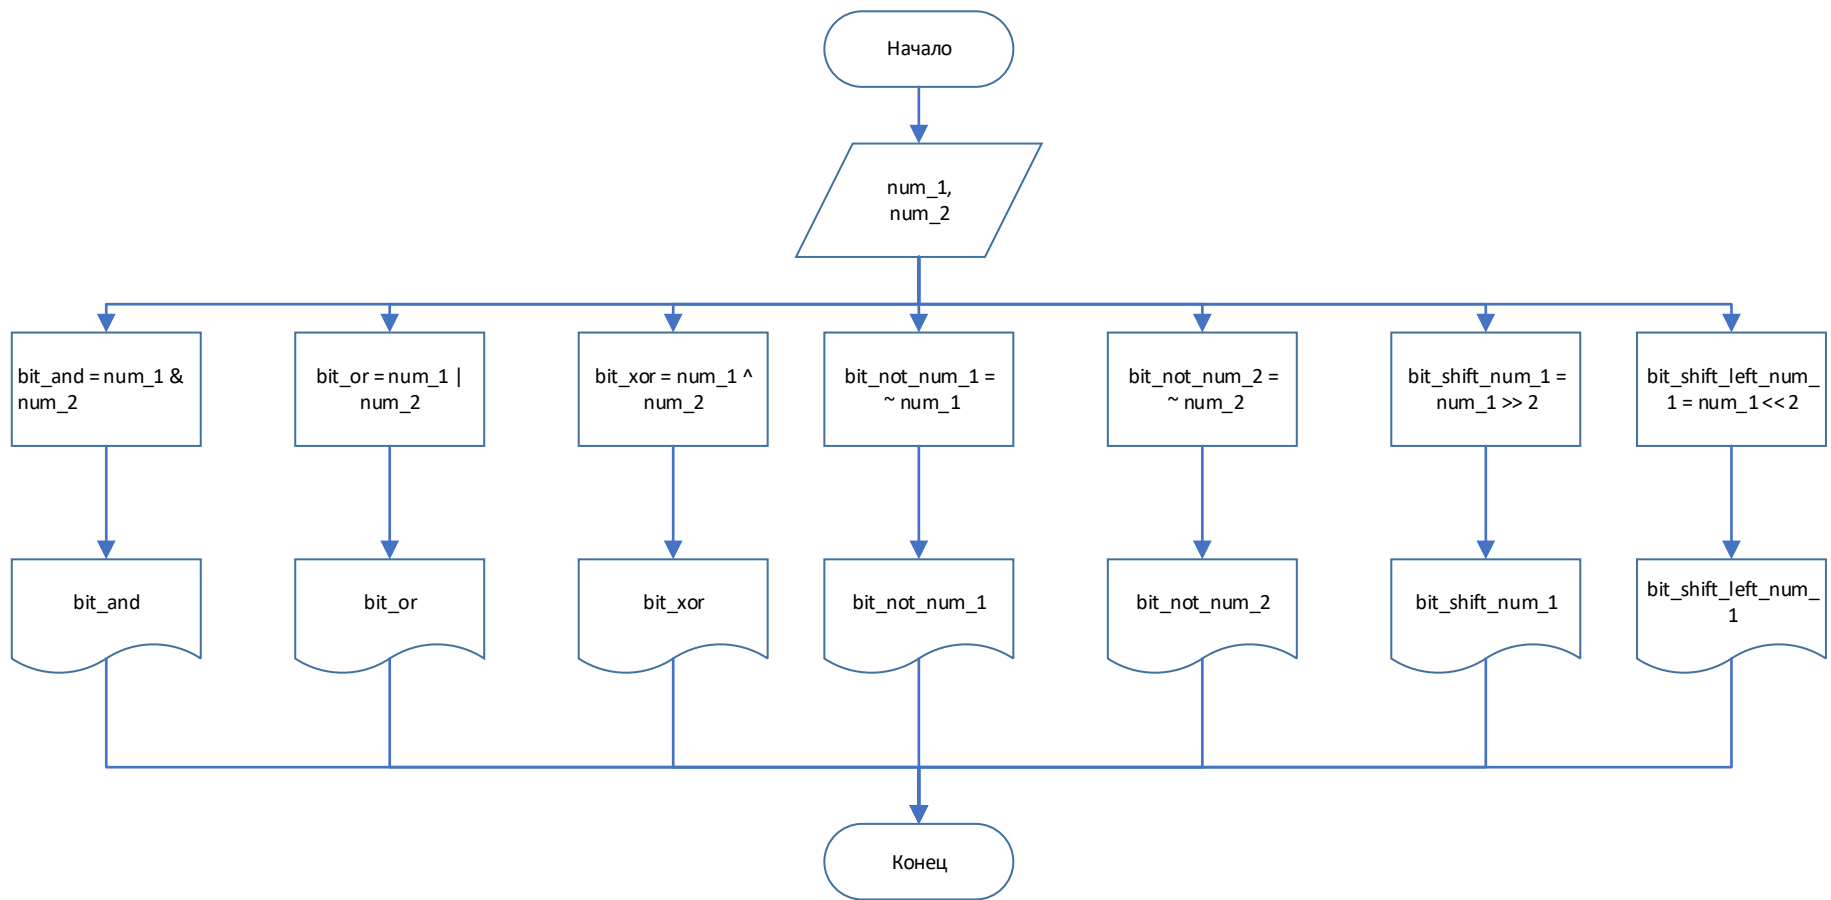 Начало
num_1,
num_2
bit_and = num_1 &
num_2
bit_or = num_1 |
num_2
bit_xor = num_1 ^
num_2
bit_not_num_1 =
~ num_1
bit_not_num_2 =
~ num_2
bit_shift_num_1 =
num_1 >> 2
bit_shift_left_num_
1 = num_1 << 2
bit_and
bit_or
bit_xor
bit_not_num_1
bit_not_num_2
bit_shift_num_1
bit_shift_left_num_
1
Конец